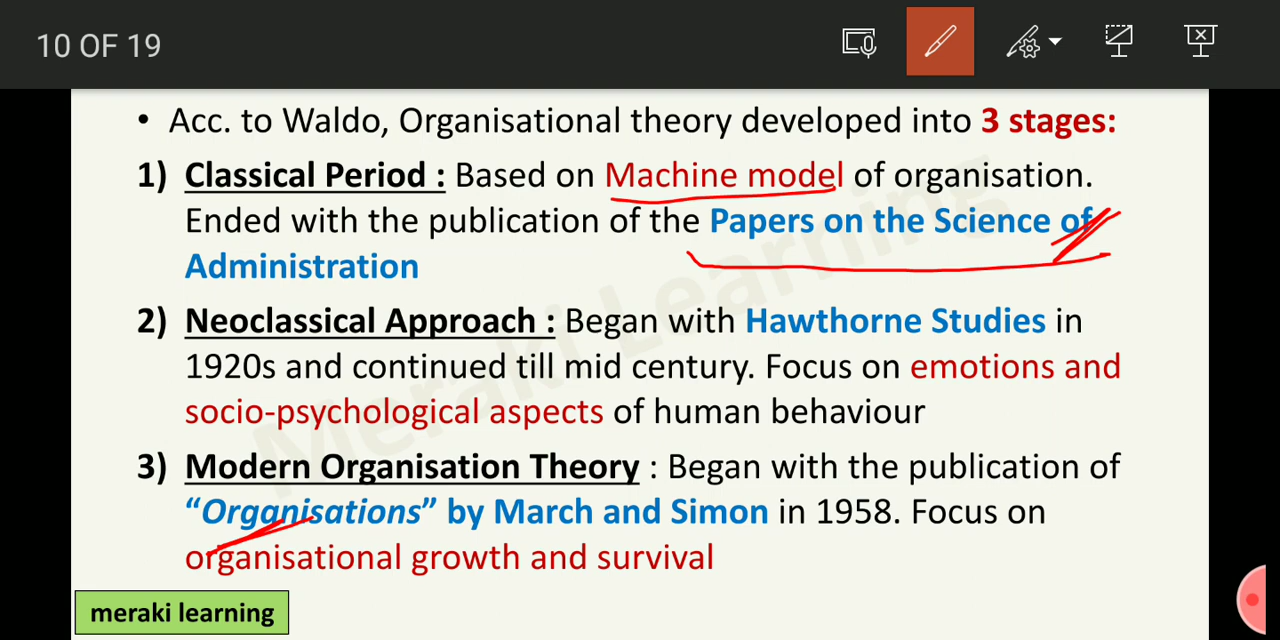 10 OF 19
• Acc. to Waldo, Organisational theory developed into 3 stages:
1) Classical Period : Based on Machine model of organisation.
Ended with the publication of the Papers on the Science of
Administration
2) Neoclassical Approach : Began with Hawthorne Studies in
1920s and continued till mid century. Focus on emotions and
socio-psychological aspects of human behaviour
3) Modern Organisation Theory : Began with the publication of
“Organisations” by March and Simon in 1958. Focus on
organisational growth and survival
meraki learning
Meraki Learning